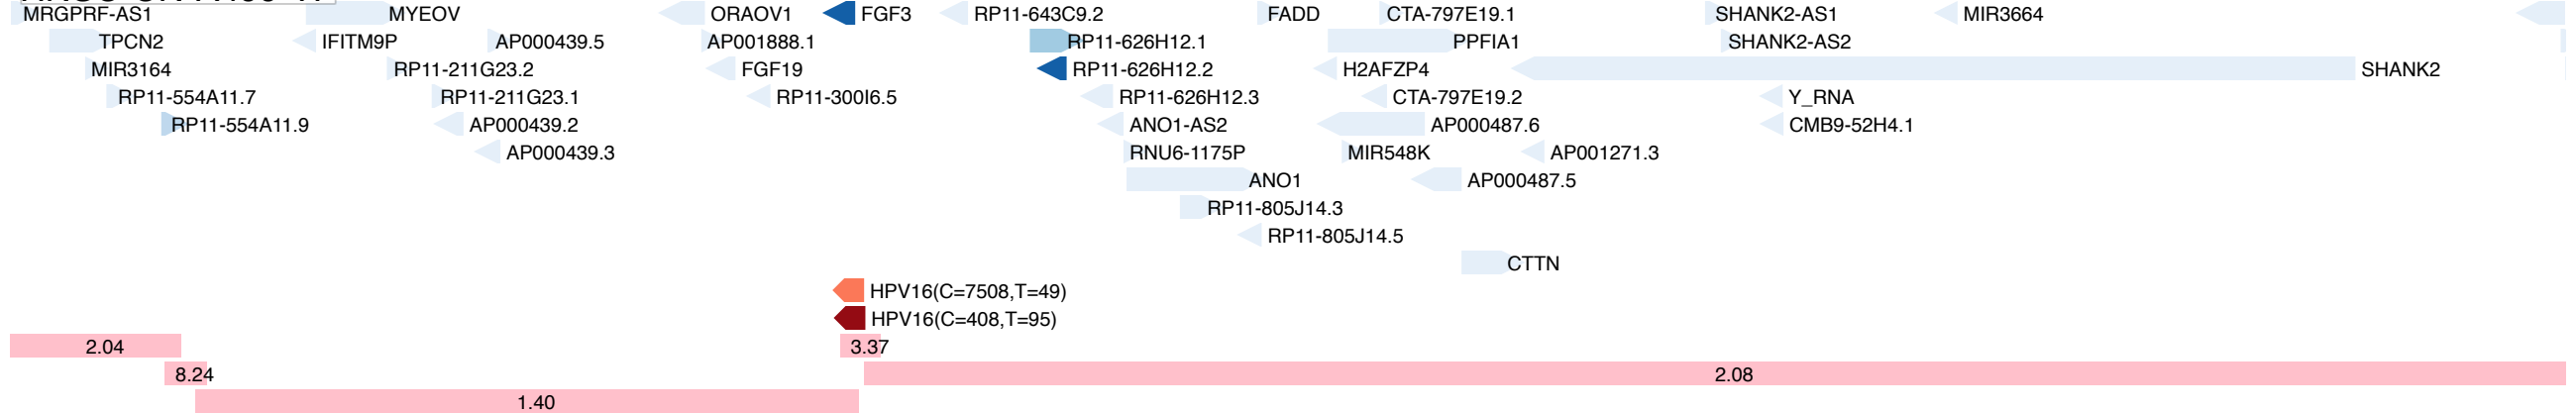 MRGPRF-AS1 MYEOV ORAOV1 FGF3 RP11-643C9.2 FADD CTA-797E19.1 SHANK2-AS1 MIR3664
TPCN2 IFITM9P AP000439.5 AP001888.1 RP11-626H12.1 PPFIA1 SHANK2-AS2
MIR3164 RP11-211G23.2 FGF19 RP11-626H12.2 H2AFZP4 SHANK2
RP11-554A11.7 RP11-211G23.1 RP11-300I6.5 RP11-626H12.3 CTA-797E19.2 Y_RNA
RP11-554A11.9 AP000439.2 ANO1-AS2 AP000487.6 CMB9-52H4.1
AP000439.3 RNU6-1175P MIR548K AP001271.3
ANO1 AP000487.5
RP11-805J14.3
RP11-805J14.5
CTTN
HPV16(C=7508,T=49)
HPV16(C=408,T=95)
2.04 3.37
8.24 2.08
1.40